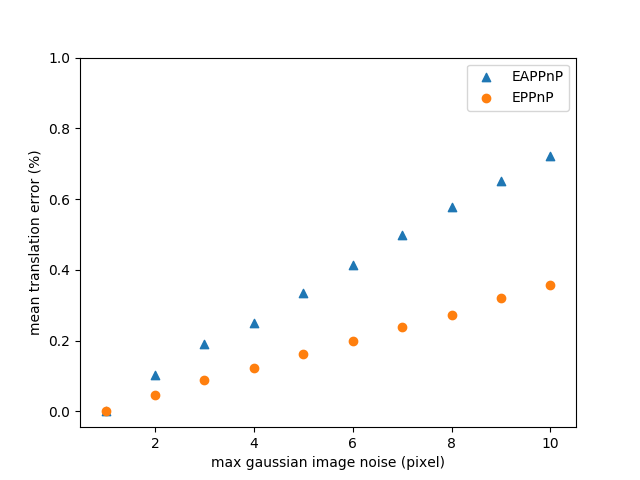 1.0
0.8
0.6
0.4
0.2
0.0
mean translation error (%)
EAPPnP
EPPnP
2 4 6 8 10
max gaussian image noise (pixel)